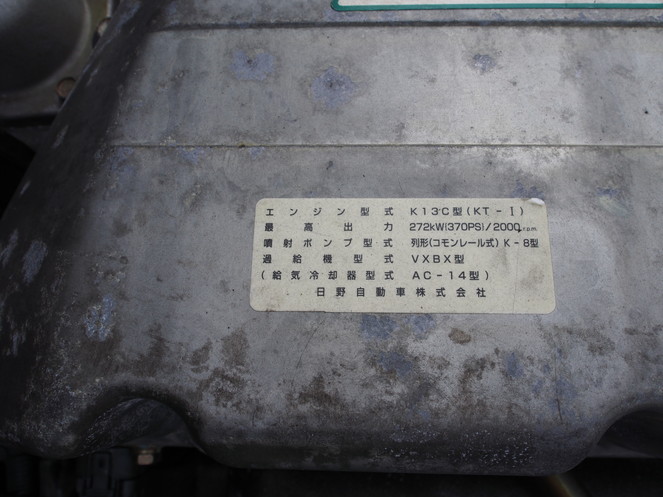 エンジン型式 K13C型(KT-I)
最高出力 272kW(370PS)/2000rpm
噴射ポンプ型式 列形(コモンレール式)K-8型
過給機型式 VXBX型
(給気冷却器型式 AC-14型)
日野自動車株式会社